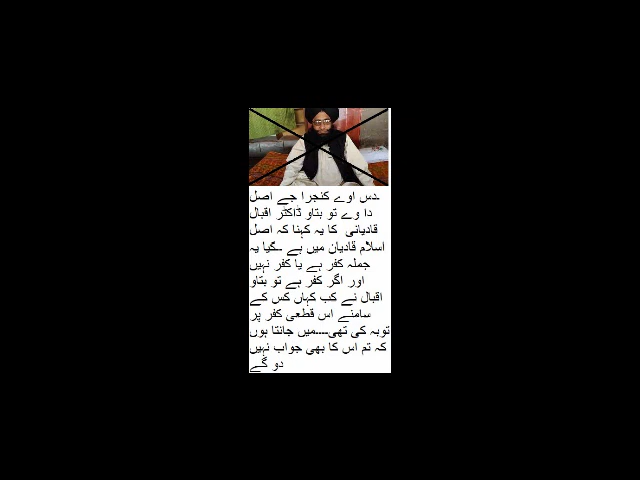 دس اوے کنجرا جے اصل۔
دا وے تو بتاو ڈاکٹر اقبال
قادیانی کا یہ کہنا کہ اصل
اسلام قادیان میں ہے ۔۔گیا یہ
جملہ کفر ہے یا کفر نہیں
اور اگر کفر ہے تو بتاو
اقبال نے کب کہاں کس کے
سامنے اس قطعی کفر پر
توبہ کی تھی۔۔۔۔میں جانتا ہوں
کہ تم اس کا بھی جواب نہیں
دو گے